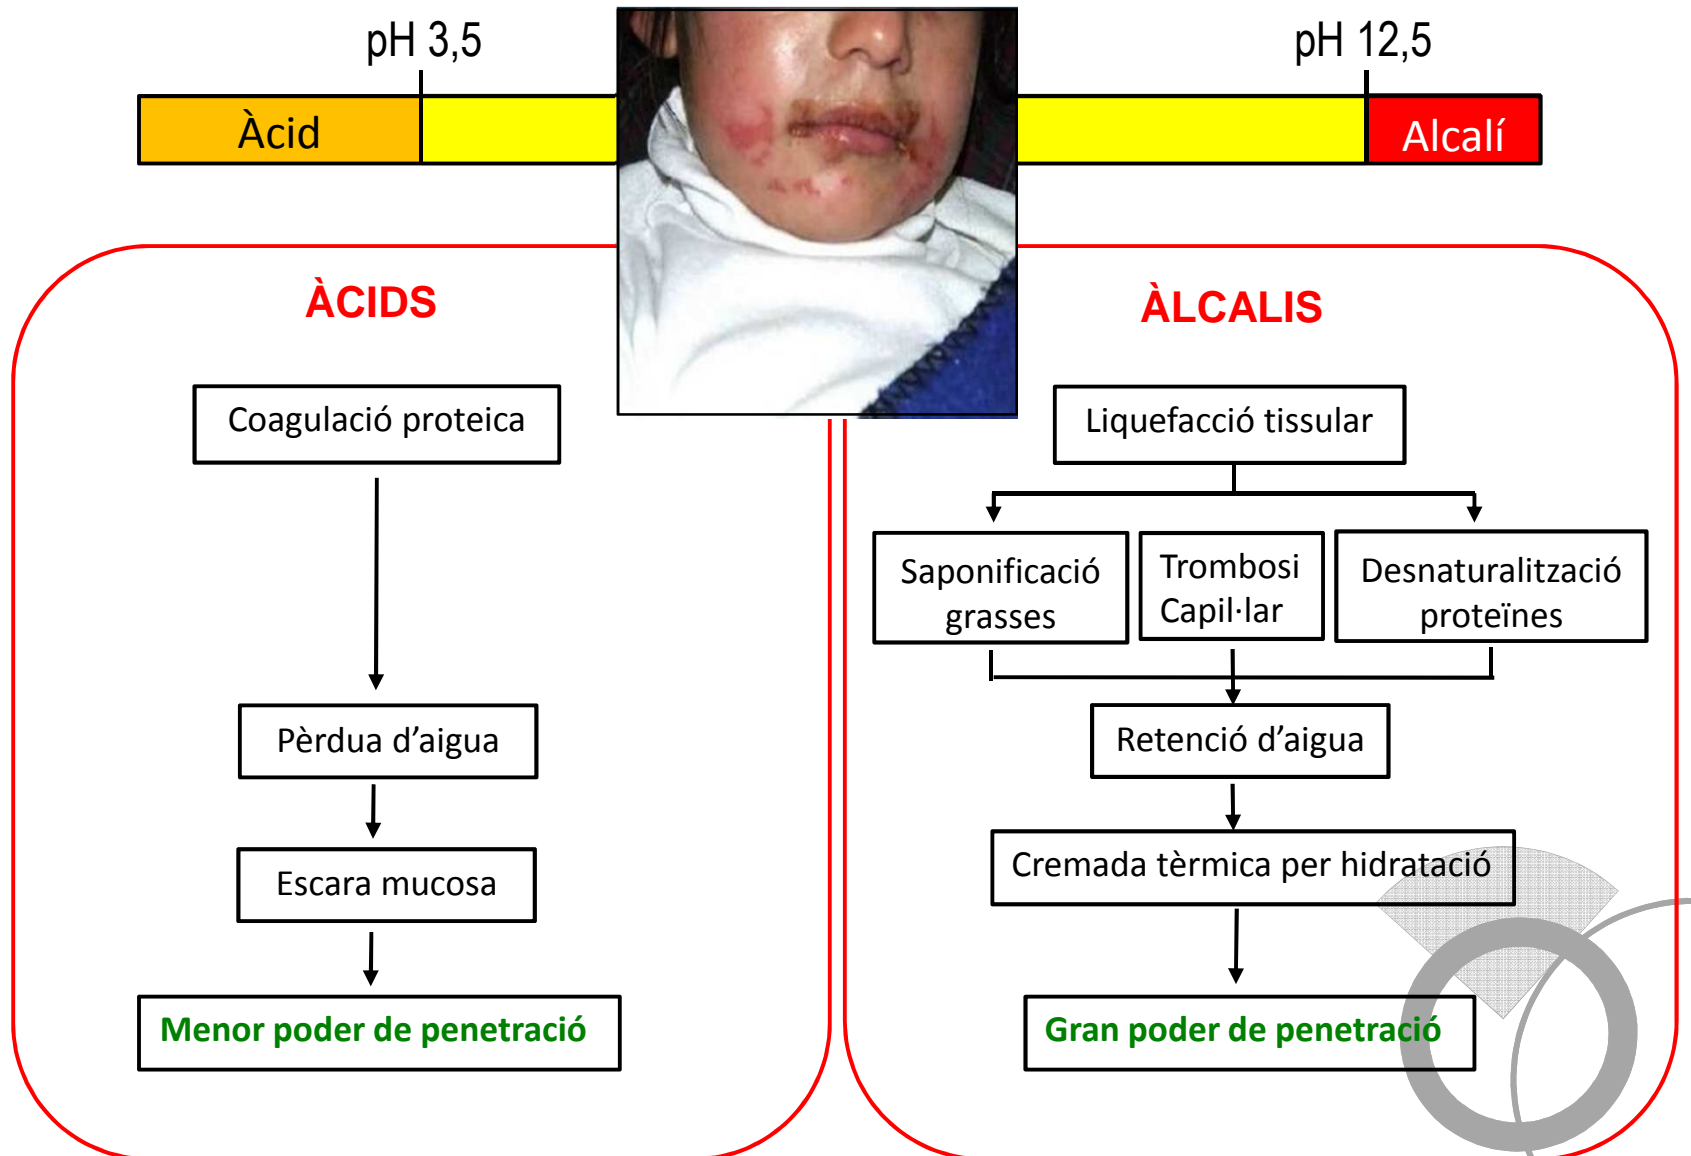 pH 3,5
pH 12,5
Àcid
Alcalí
ÀCIDS
Coagulació proteica
Pèrdua d’aigua
Escara mucosa
Menor poder de penetració
ÀLCALIS
Liquefacció tissular
Saponificació
grasses
Trombosi
Capil·lar
Desnaturalització
proteïnes
Retenció d’aigua
Cremada tèrmica per hidratació
Gran poder de penetració